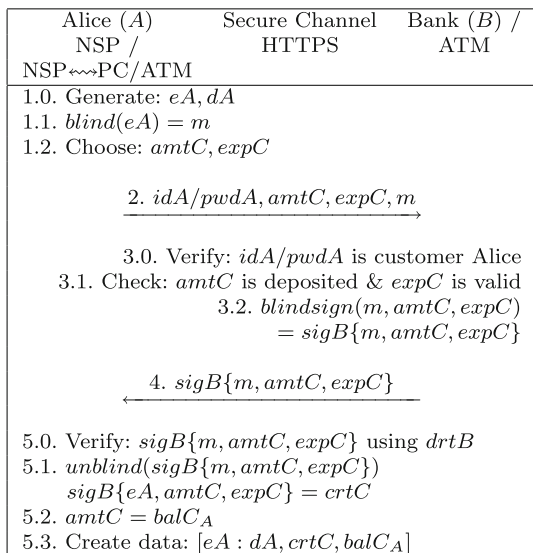 Alice (A) Secure Channel Bank (B) /
NSP / HTTPS ATM
NSP↭PC/ATM
1.0. Generate: eA, dA
1.1. blind(eA) = m
1.2. Choose: amtC, expC
2. idA/pwdA, amtC, expC, m
3.0. Verify: idA/pwdA is customer Alice
3.1. Check: amtC is deposited & expC is valid
3.2. blindsign(m, amtC, expC)
= sigB{m, amtC, expC}
4. sigB{m, amtC, expC}
5.0. Verify: sigB{m, amtC, expC} using drtB
5.1. unblind(sigB{m, amtC, expC})
sigB{eA, amtC, expC} = crtC
5.2. amtC = balC_A
5.3. Create data: [eA : dA, crtC, balC_A]